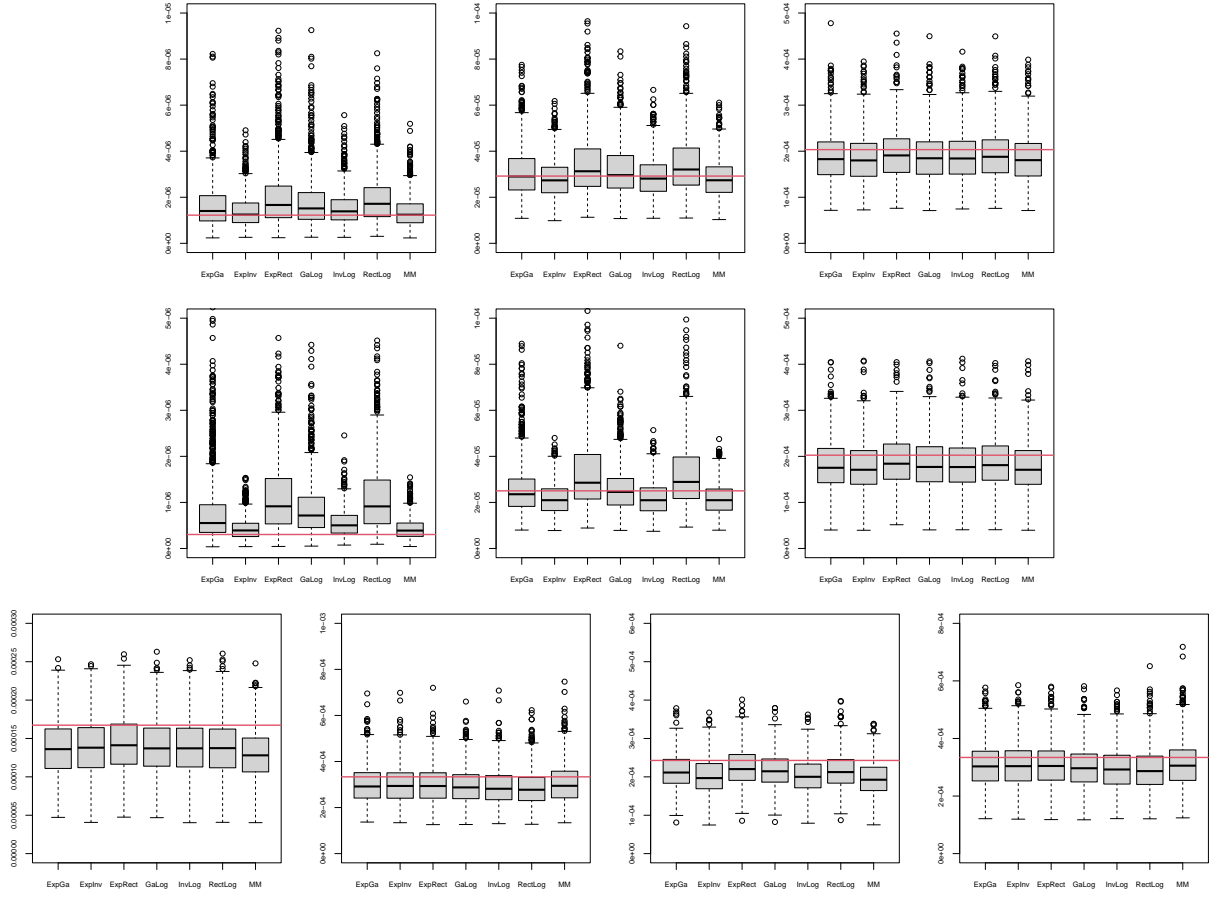 1e-05
8e-06
6e-06
4e-06
2e-06
0e+00
ExpGa ExpInv ExpRect GaLog InvLog RectLog MM
1e-04
8e-05
6e-05
4e-05
2e-05
0e+00
ExpGa ExpInv ExpRect GaLog InvLog RectLog MM
5e-04
4e-04
3e-04
2e-04
1e-04
0e+00
ExpGa ExpInv ExpRect GaLog InvLog RectLog MM
5e-06
4e-06
3e-06
2e-06
1e-06
0e+00
ExpGa ExpInv ExpRect GaLog InvLog RectLog MM
1e-04
8e-05
6e-05
4e-05
2e-05
0e+00
ExpGa ExpInv ExpRect GaLog InvLog RectLog MM
5e-04
4e-04
3e-04
2e-04
1e-04
0e+00
ExpGa ExpInv ExpRect GaLog InvLog RectLog MM
0.00030
0.00025
0.00020
0.00015
0.00010
0.00005
0.00000
ExpGa ExpInv ExpRect GaLog InvLog RectLog MM
1e-03
8e-04
6e-04
4e-04
2e-04
0e+00
ExpGa ExpInv ExpRect GaLog InvLog RectLog MM
6e-04
5e-04
4e-04
3e-04
2e-04
1e-04
0e+00
ExpGa ExpInv ExpRect GaLog InvLog RectLog MM
8e-04
6e-04
4e-04
2e-04
0e+00
ExpGa ExpInv ExpRect GaLog InvLog RectLog MM